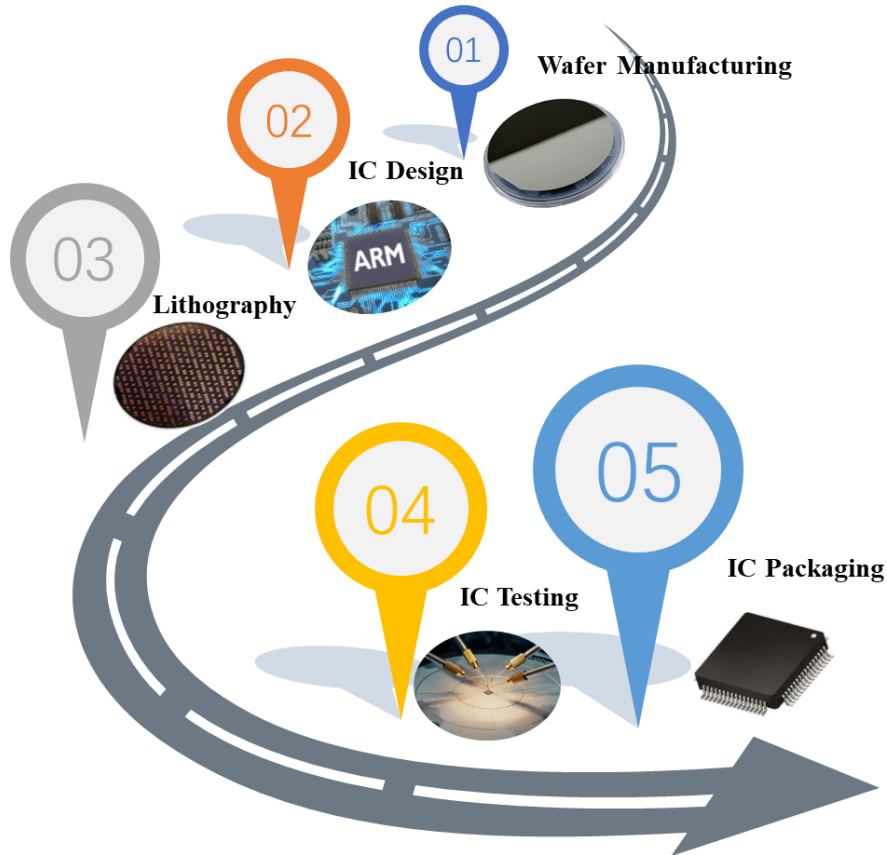 01
Wafer Manufacturing
02
IC Design
ARM
03
Lithography
04
IC Testing
05
IC Packaging